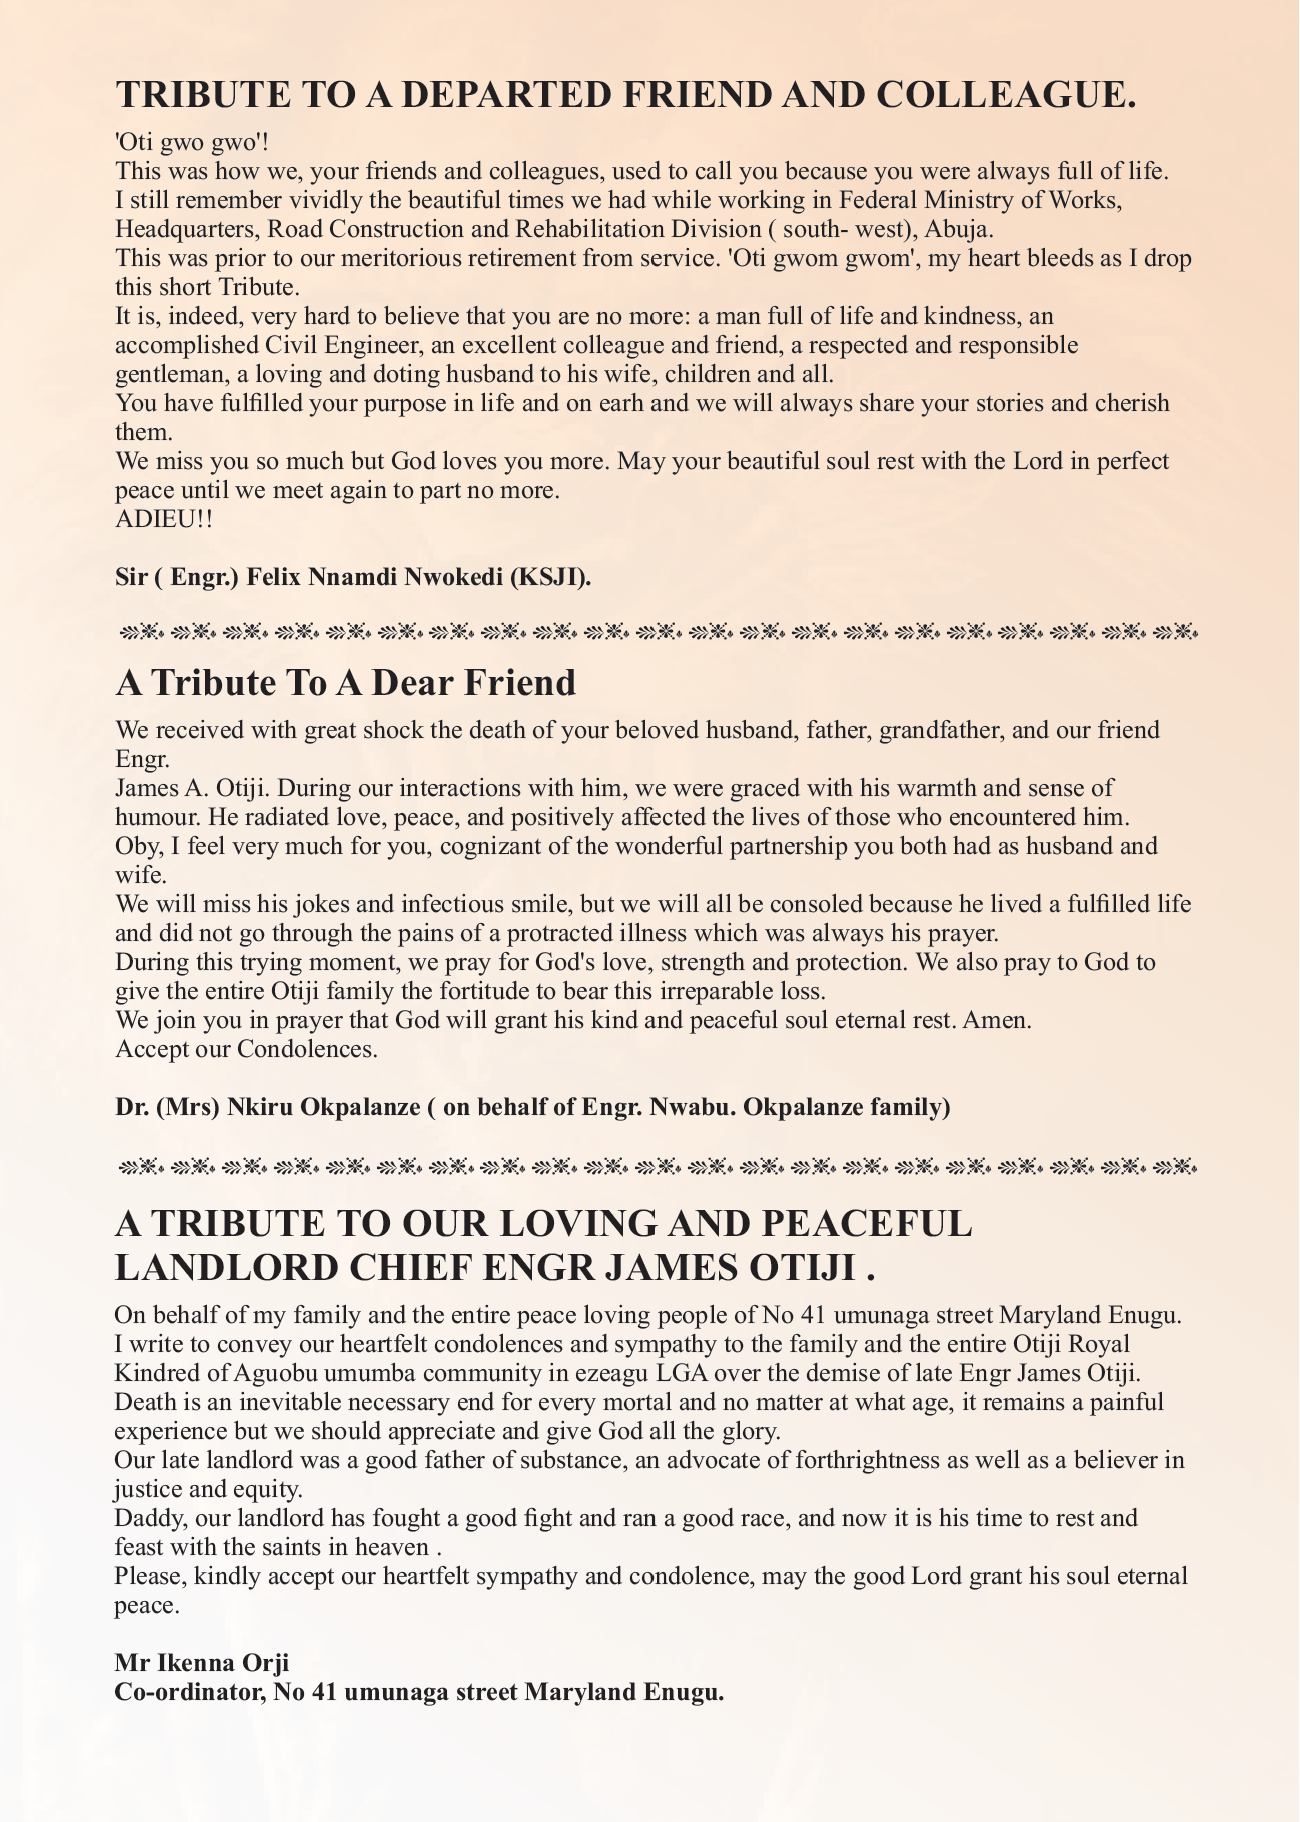 TRIBUTE TO A DEPARTED FRIEND AND COLLEAGUE.
'Oti gwo gwo'!
This was how we, your friends and colleagues, used to call you because you were always full of life.
I still remember vividly the beautiful times we had while working in Federal Ministry of Works,
Headquarters, Road Construction and Rehabilitation Division ( south- west), Abuja.
This was prior to our meritorious retirement from service. 'Oti gwom gwom', my heart bleeds as I drop
this short Tribute.
It is, indeed, very hard to believe that you are no more: a man full of life and kindness, an
accomplished Civil Engineer, an excellent colleague and friend, a respected and responsible
gentleman, a loving and doting husband to his wife, children and all.
You have fulfilled your purpose in life and on earh and we will always share your stories and cherish
them.
We miss you so much but God loves you more. May your beautiful soul rest with the Lord in perfect
peace until we meet again to part no more.
ADIEU!!
Sir ( Engr.) Felix Nnamdi Nwokedi (KSJI).
A Tribute To A Dear Friend
We received with great shock the death of your beloved husband, father, grandfather, and our friend
Engr.
James A. Otiji. During our interactions with him, we were graced with his warmth and sense of
humour. He radiated love, peace, and positively affected the lives of those who encountered him.
Oby, I feel very much for you, cognizant of the wonderful partnership you both had as husband and
wife.
We will miss his jokes and infectious smile, but we will all be consoled because he lived a fulfilled life
and did not go through the pains of a protracted illness which was always his prayer.
During this trying moment, we pray for God's love, strength and protection. We also pray to God to
give the entire Otiji family the fortitude to bear this irreparable loss.
We join you in prayer that God will grant his kind and peaceful soul eternal rest. Amen.
Accept our Condolences.
Dr. (Mrs) Nkiru Okpalanze ( on behalf of Engr. Nwabu. Okpalanze family)
A TRIBUTE TO OUR LOVING AND PEACEFUL
LANDLORD CHIEF ENGR JAMES OTIJI .
On behalf of my family and the entire peace loving people of No 41 umunaga street Maryland Enugu.
I write to convey our heartfelt condolences and sympathy to the family and the entire Otiji Royal
Kindred of Aguobu umumba community in ezeagu LGA over the demise of late Engr James Otiji.
Death is an inevitable necessary end for every mortal and no matter at what age, it remains a painful
experience but we should appreciate and give God all the glory.
Our late landlord was a good father of substance, an advocate of forthrightness as well as a believer in
justice and equity.
Daddy, our landlord has fought a good fight and ran a good race, and now it is his time to rest and
feast with the saints in heaven .
Please, kindly accept our heartfelt sympathy and condolence, may the good Lord grant his soul eternal
peace.
Mr Ikenna Orji
Co-ordinator, No 41 umunaga street Maryland Enugu.